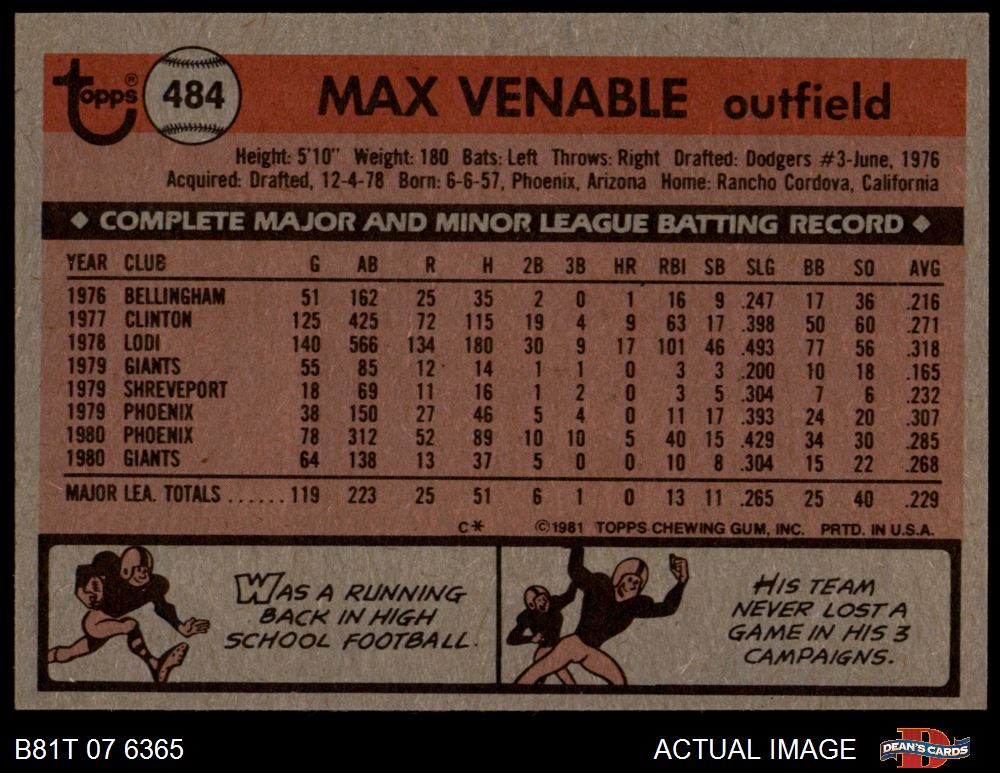 Topps® 484 MAX VENABLE outfield
Height: 5'10" Weight: 180 Bats: Left Throws: Right Drafted: Dodgers #3-June, 1976
Acquired: Drafted, 12-4-78 Born: 6-6-57, Phoenix, Arizona Home: Rancho Cordova, California
◆ COMPLETE MAJOR AND MINOR LEAGUE BATTING RECORD ◆
YEAR CLUB G AB R H 2B 3B HR RBI SB SLG BB SO AVG
1976 BELLINGHAM 51 162 25 35 2 0 1 16 9 .247 17 36 .216
1977 CLINTON 125 425 72 115 19 4 9 63 17 .398 50 60 .271
1978 LODI 140 566 134 180 30 9 17 101 46 .493 77 56 .318
1979 GIANTS 55 85 12 14 1 1 0 3 3 .200 10 18 .165
1979 SHREVEPORT 18 69 11 16 1 2 0 3 5 .304 7 6 .232
1979 PHOENIX 38 150 27 46 5 4 0 11 17 .393 24 20 .307
1980 PHOENIX 78 312 52 89 10 10 5 40 15 .429 34 30 .285
1980 GIANTS 64 138 13 37 5 0 0 10 8 .304 15 22 .268
MAJOR LEA. TOTALS ...... 119 223 25 51 6 1 0 13 11 .265 25 40 .229
C* ©1981 TOPPS CHEWING GUM, INC. PRTD. IN U.S.A.
WAS A RUNNING
BACK IN HIGH
SCHOOL FOOTBALL.
HIS TEAM
NEVER LOST A
GAME IN HIS 3
CAMPAIGNS.
B81T 07 6365 ACTUAL IMAGE DEAN'S CARDS